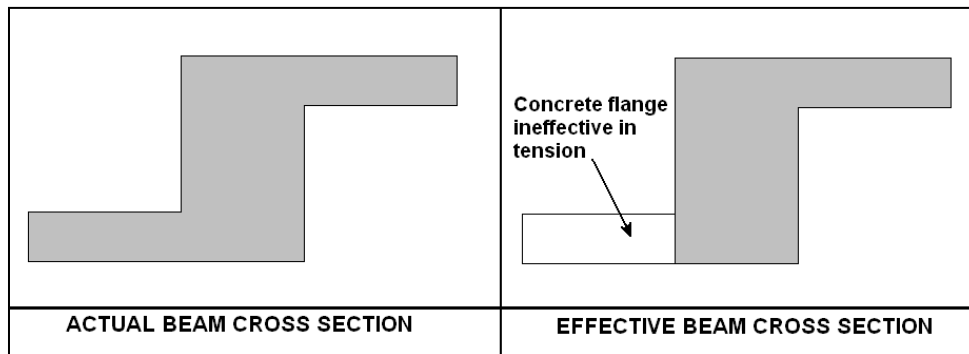 Concrete flange
ineffective in
tension
ACTUAL BEAM CROSS SECTION
EFFECTIVE BEAM CROSS SECTION